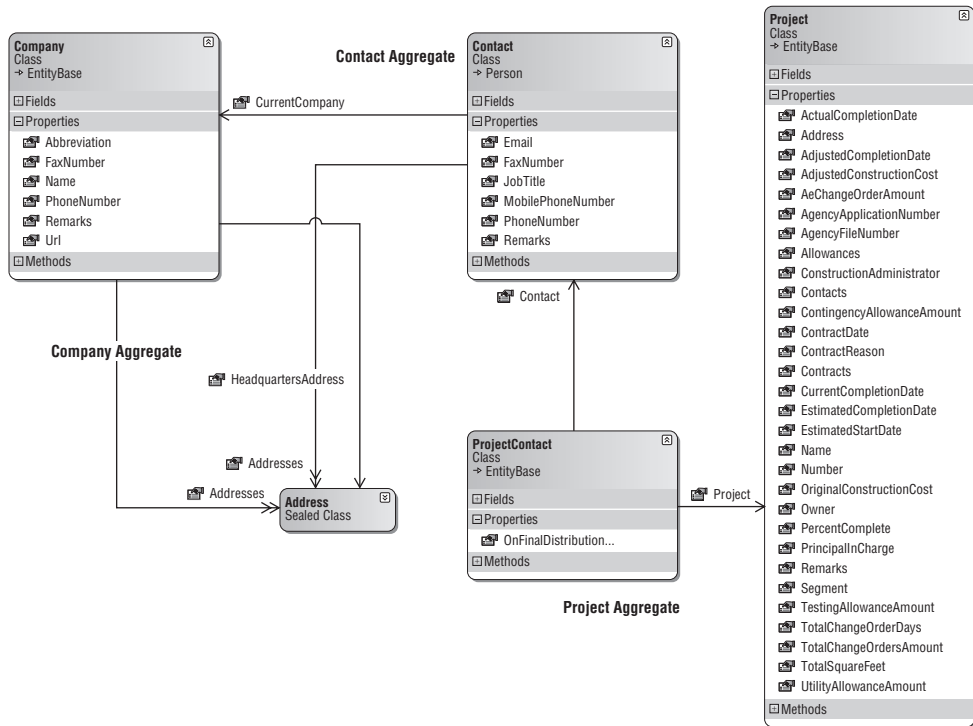 Company
Class
EntityBase
Fields
Properties
Abbreviation
FaxNumber
Name
PhoneNumber
Remarks
Url
Methods
Contact Aggregate
CurrentCompany
Contact
Class
Person
Fields
Properties
Email
FaxNumber
JobTitle
MobilePhoneNumber
PhoneNumber
Remarks
Methods
Company Aggregate
HeadquartersAddress
Addresses
Addresses
Address
Sealed Class
Contact
ProjectContact
Class
EntityBase
Fields
Properties
OnFinalDistribution...
Methods
Project
Project Aggregate
Project
Class
EntityBase
Fields
Properties
ActualCompletionDate
Address
AdjustedCompletionDate
AdjustedConstructionCost
AeChangeOrderAmount
AgencyApplicationNumber
AgencyFileNumber
Allowances
ConstructionAdministrator
Contacts
ContingencyAllowanceAmount
ContractDate
ContractReason
Contracts
CurrentCompletionDate
EstimatedCompletionDate
EstimatedStartDate
Name
Number
OriginalConstructionCost
Owner
PercentComplete
PrincipalInCharge
Remarks
Segment
TestingAllowanceAmount
TotalChangeOrderDays
TotalChangeOrdersAmount
TotalSquareFeet
UtilityAllowanceAmount
Methods